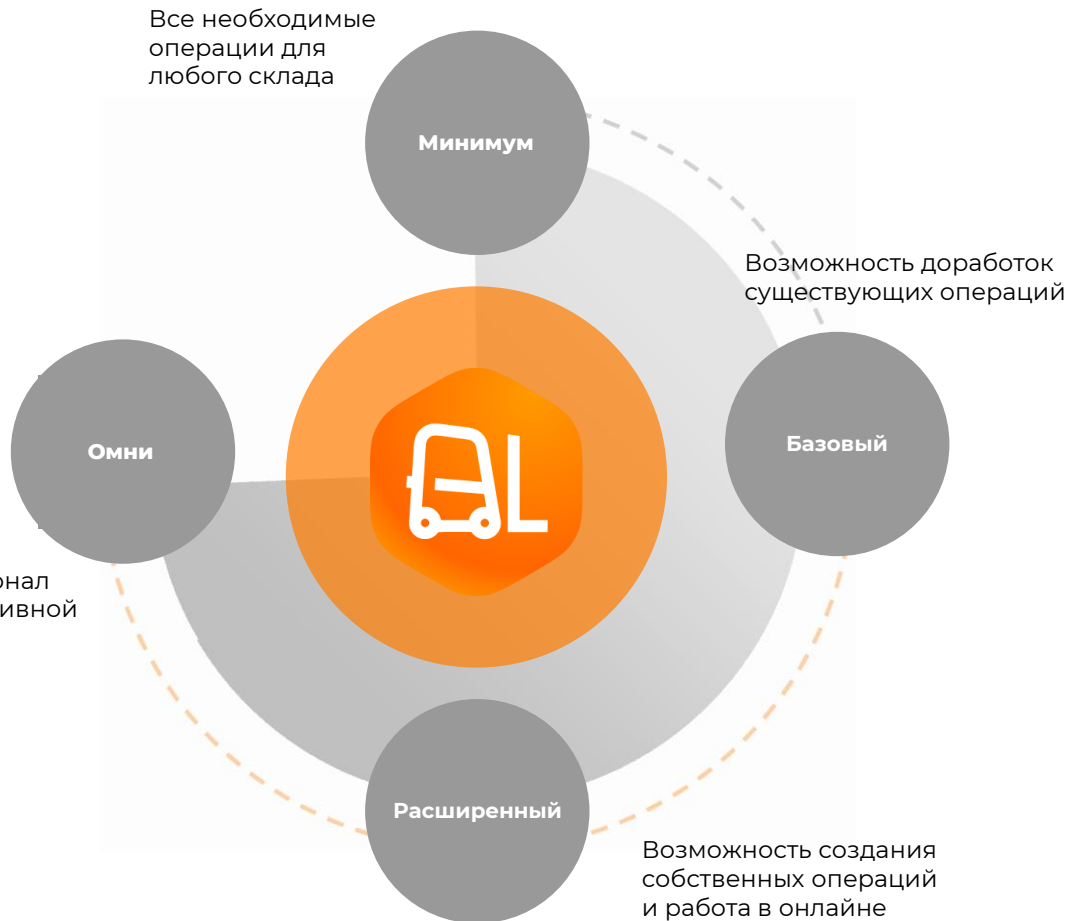 Все необходимые
операции для
любого склада
Минимум
Возможность доработок
существующих операций
Базовый
Омни
онал
ивной
Расширенный
Возможность создания
собственных операций
и работа в онлайне